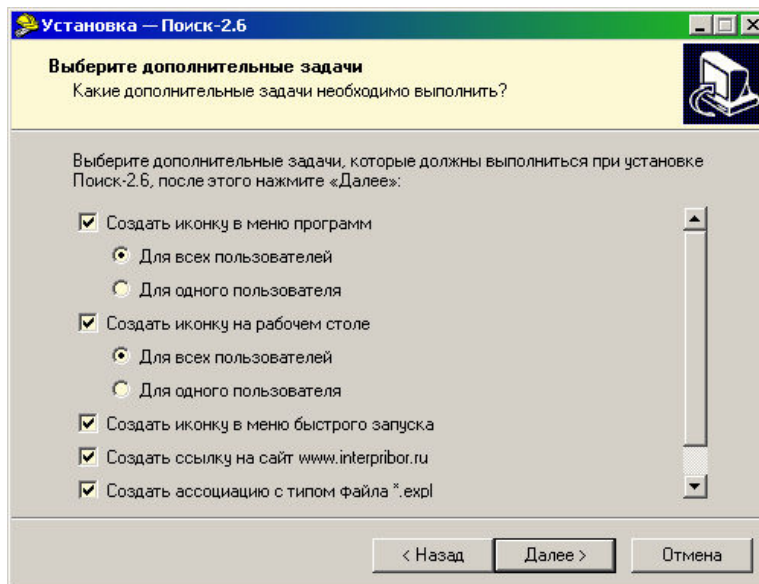 Установка — Поиск-2.6
Выберите дополнительные задачи
Какие дополнительные задачи необходимо выполнить?
Выберите дополнительные задачи, которые должны выполниться при установке
Поиск-2.6, после этого нажмите «Далее»:
Создать иконку в меню программ
Для всех пользователей
Для одного пользователя
Создать иконку на рабочем столе
Для всех пользователей
Для одного пользователя
Создать иконку в меню быстрого запуска
Создать ссылку на сайт www.interpribor.ru
Создать ассоциацию с типом файла *.expl
< Назад
Далее >
Отмена